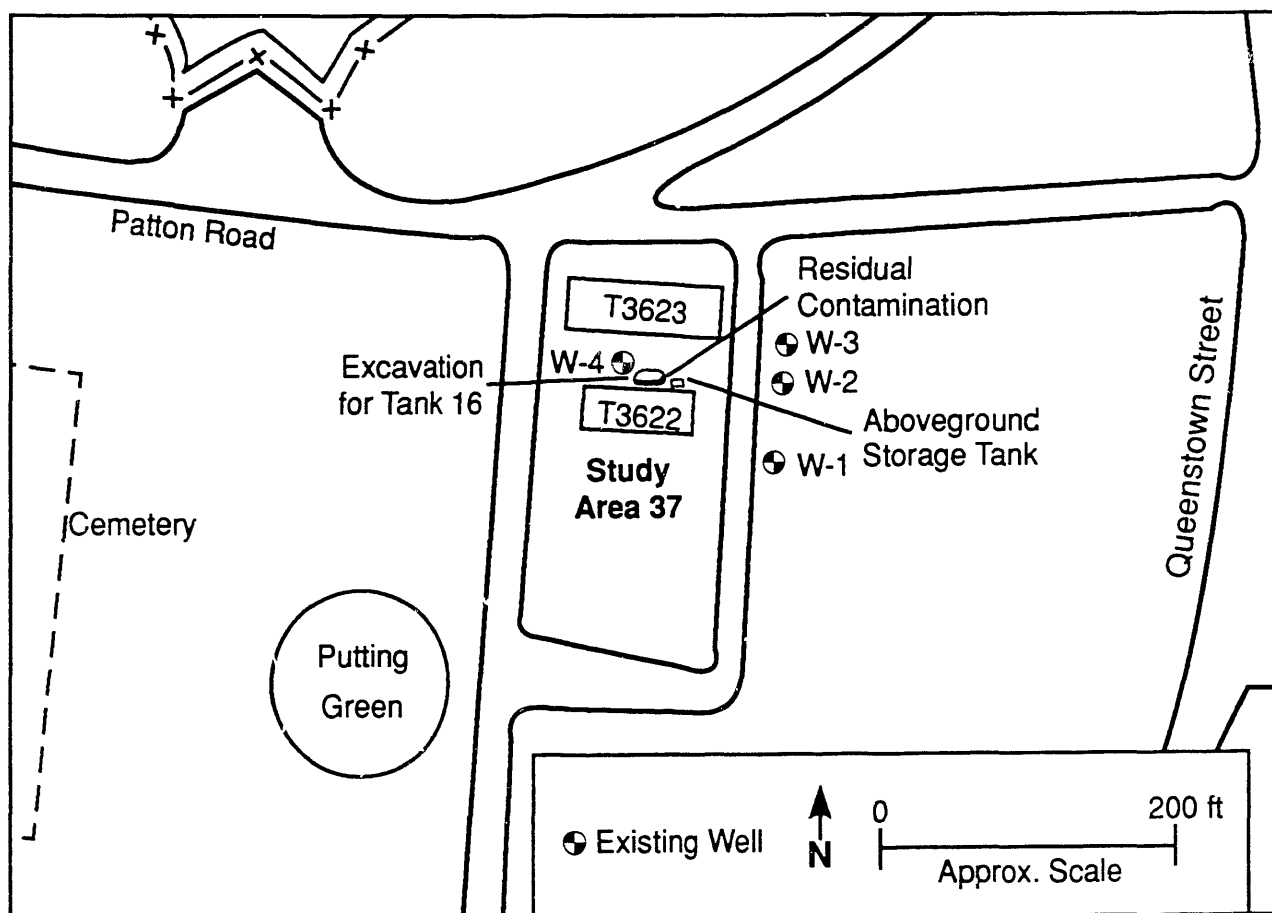 Patton Road
Residual
Contamination
T3623
W-3
W-4
Excavation
for Tank 16
W-2
T3622
Aboveground
Storage Tank
W-1
Study
Area 37
Queenstown Street
Cemetery
Putting
Green
Existing Well
N
0
200 ft
Approx. Scale